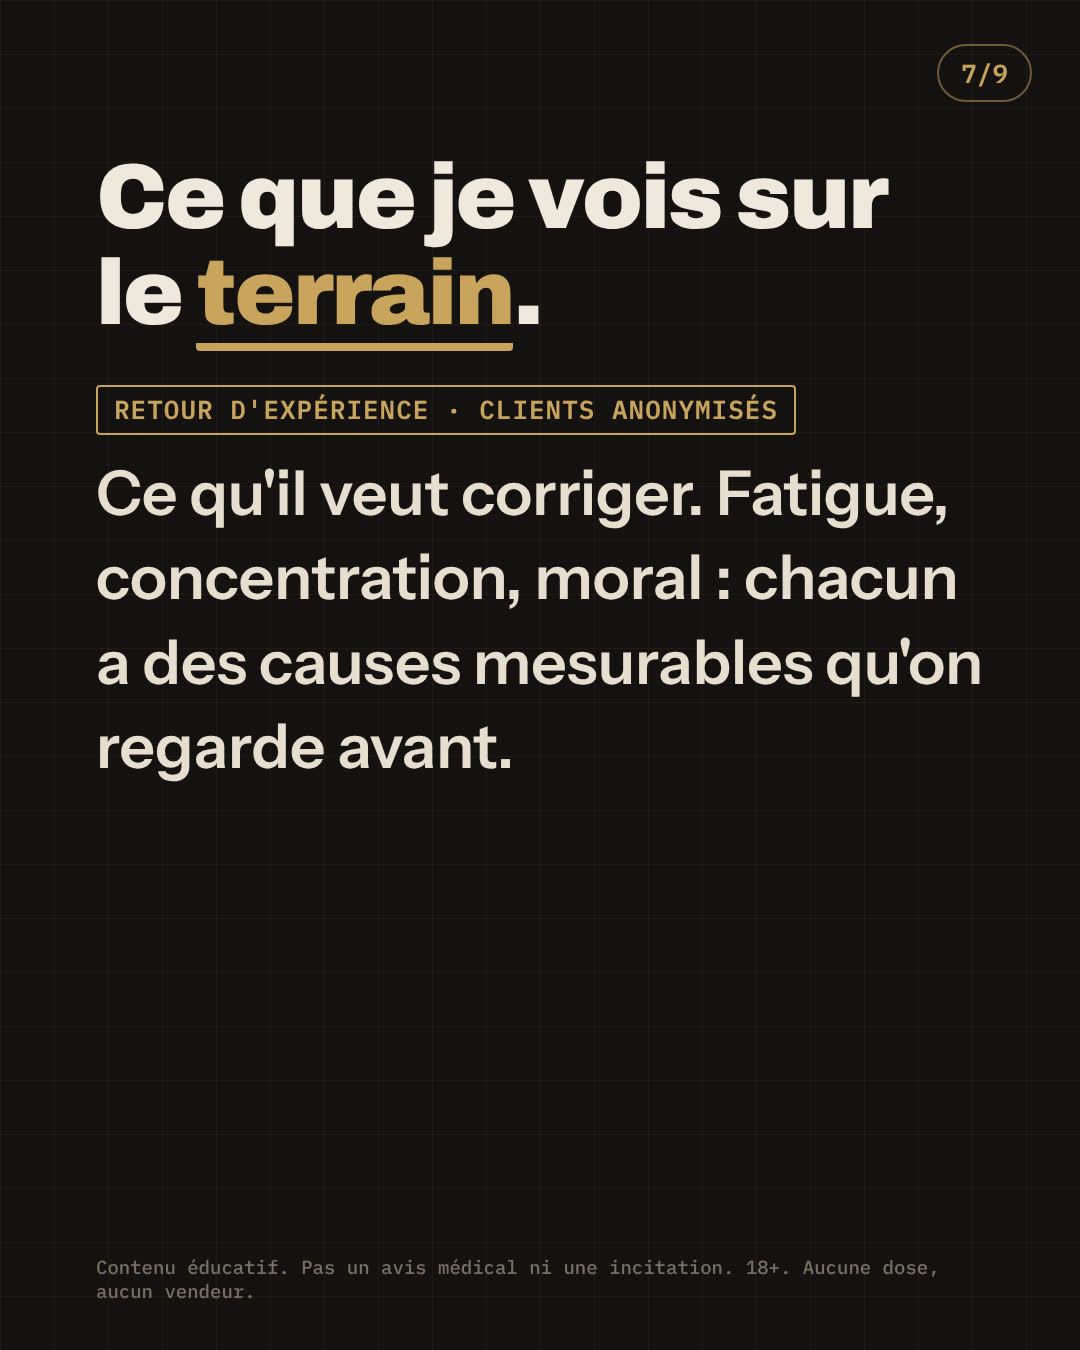 7/9
Ce que je vois sur
le terrain.
RETOUR D'EXPÉRIENCE · CLIENTS ANONYMISÉS
Ce qu'il veut corriger. Fatigue,
concentration, moral : chacun
a des causes mesurables qu'on
regarde avant.
Contenu éducatif. Pas un avis médical ni une incitation. 18+. Aucune dose,
aucun vendeur.